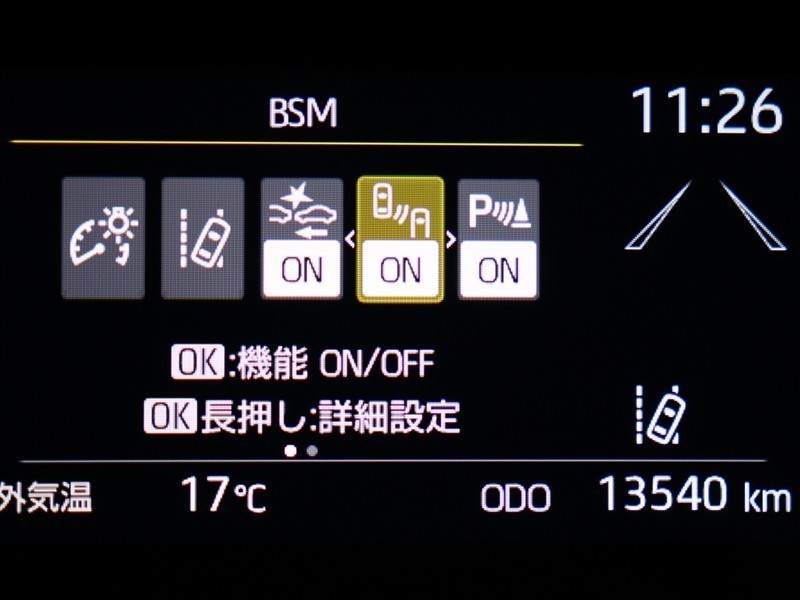 BSM
11:26
P
ON ON ON
OK:機能 ON/OFF
OK長押し:詳細設定
外気温 17℃ ODO 13540 km